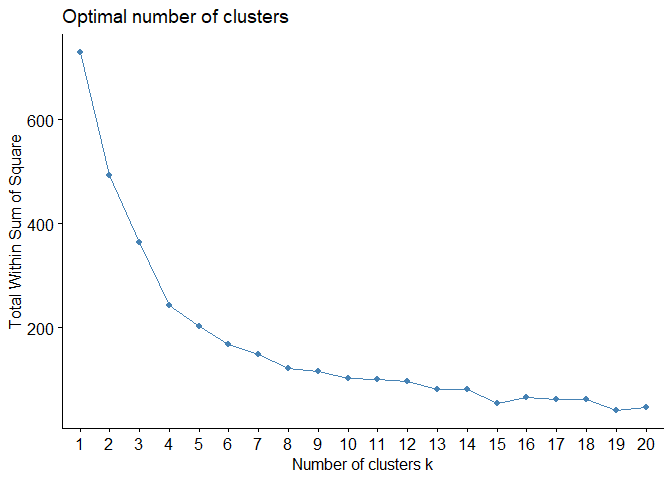 Optimal number of clusters
Total Within Sum of Square
600
400
200
1 2 3 4 5 6 7 8 9 10 11 12 13 14 15 16 17 18 19 20
Number of clusters k